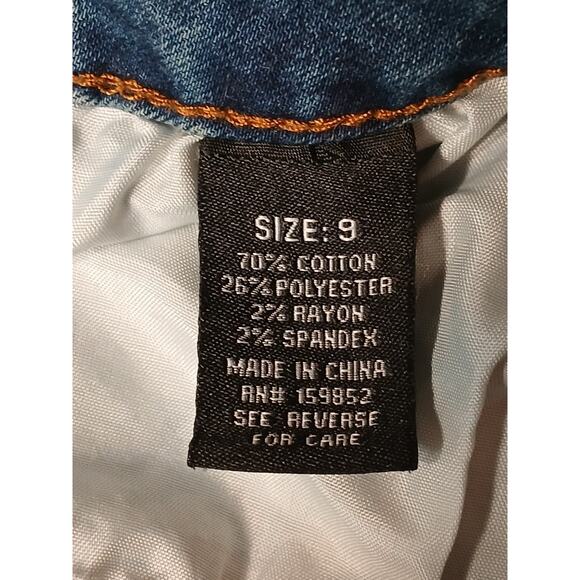 SIZE: 9
70% COTTON
26% POLYESTER
2% RAYON
2% SPANDEX
MADE IN CHINA
RN# 159852
SEE REVERSE
FOR CARE